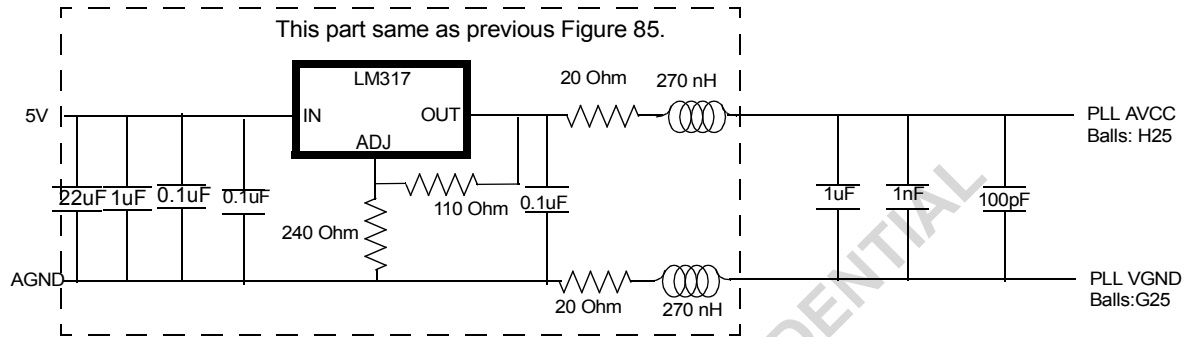 This part same as previous Figure 85.
LM317
20 Ohm
270 nH
5V
IN
OUT
PLL AVCC
Balls: H25
ADJ
22uF
1uF
0.1uF
0.1uF
110 Ohm
0.1uF
1uF
1nF
100pF
240 Ohm
AGND
20 Ohm
270 nH
PLL VGND
Balls:G25
DENTIAL